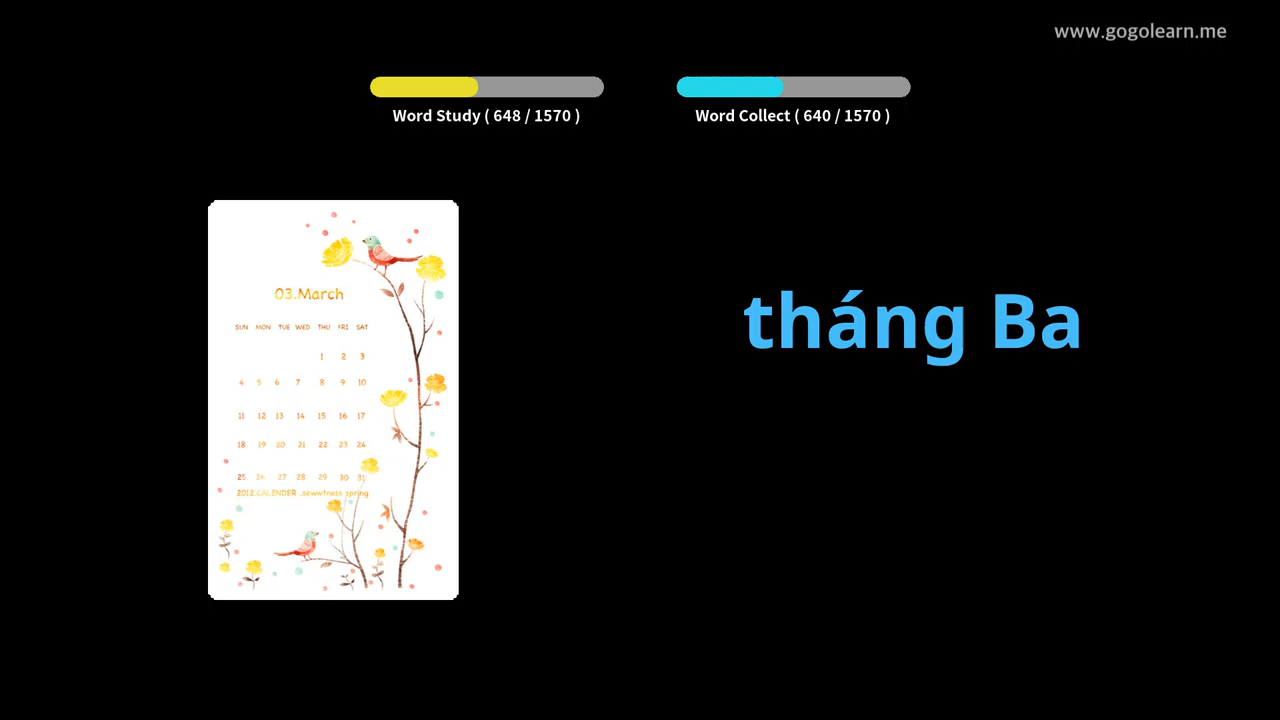 www.gogolearn.me
Word Study ( 648 / 1570 )
Word Collect ( 640 / 1570 )
tháng Ba
03.March
SUN MON TUE WED THU FRI SAT
1 2 3
4 5 6 7 8 9 10
11 12 13 14 15 16 17
18 19 20 21 22 23 24
25 26 27 28 29 30 31
2012.CALENDER .sewwtness spring